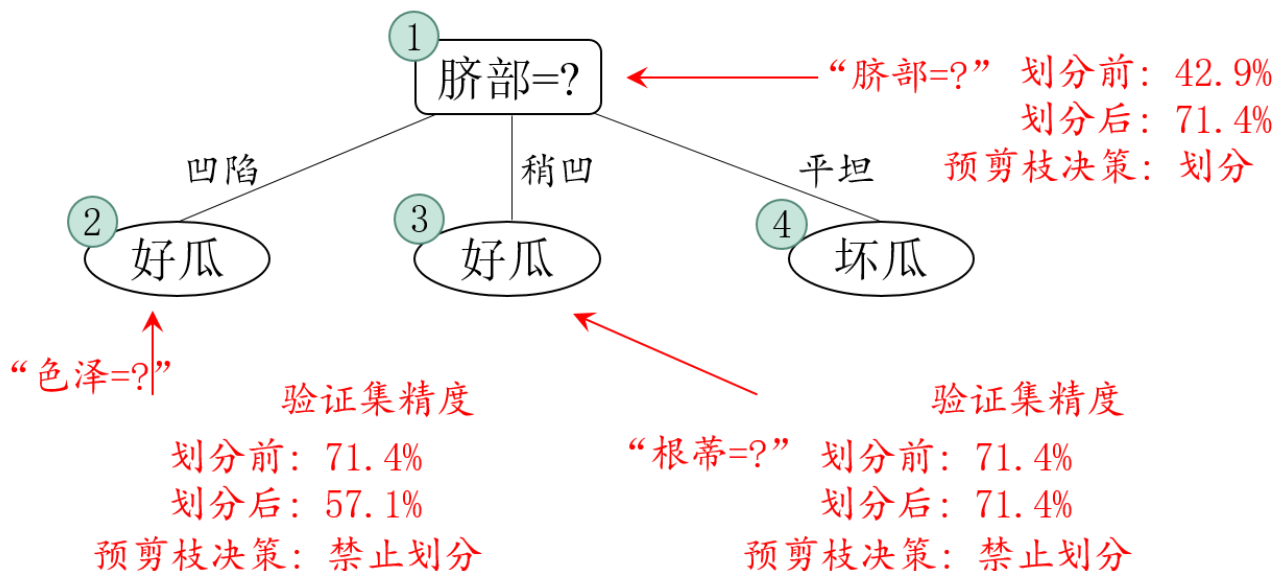 1
脐部=?
“脐部=?” 划分前: 42.9%
划分后: 71.4%
预剪枝决策: 划分
凹陷
稍凹
平坦
2
好瓜
3
好瓜
4
坏瓜
“色泽=?”
验证集精度
划分前: 71.4%
划分后: 57.1%
预剪枝决策: 禁止划分
“根蒂=?”
验证集精度
划分前: 71.4%
划分后: 71.4%
预剪枝决策: 禁止划分